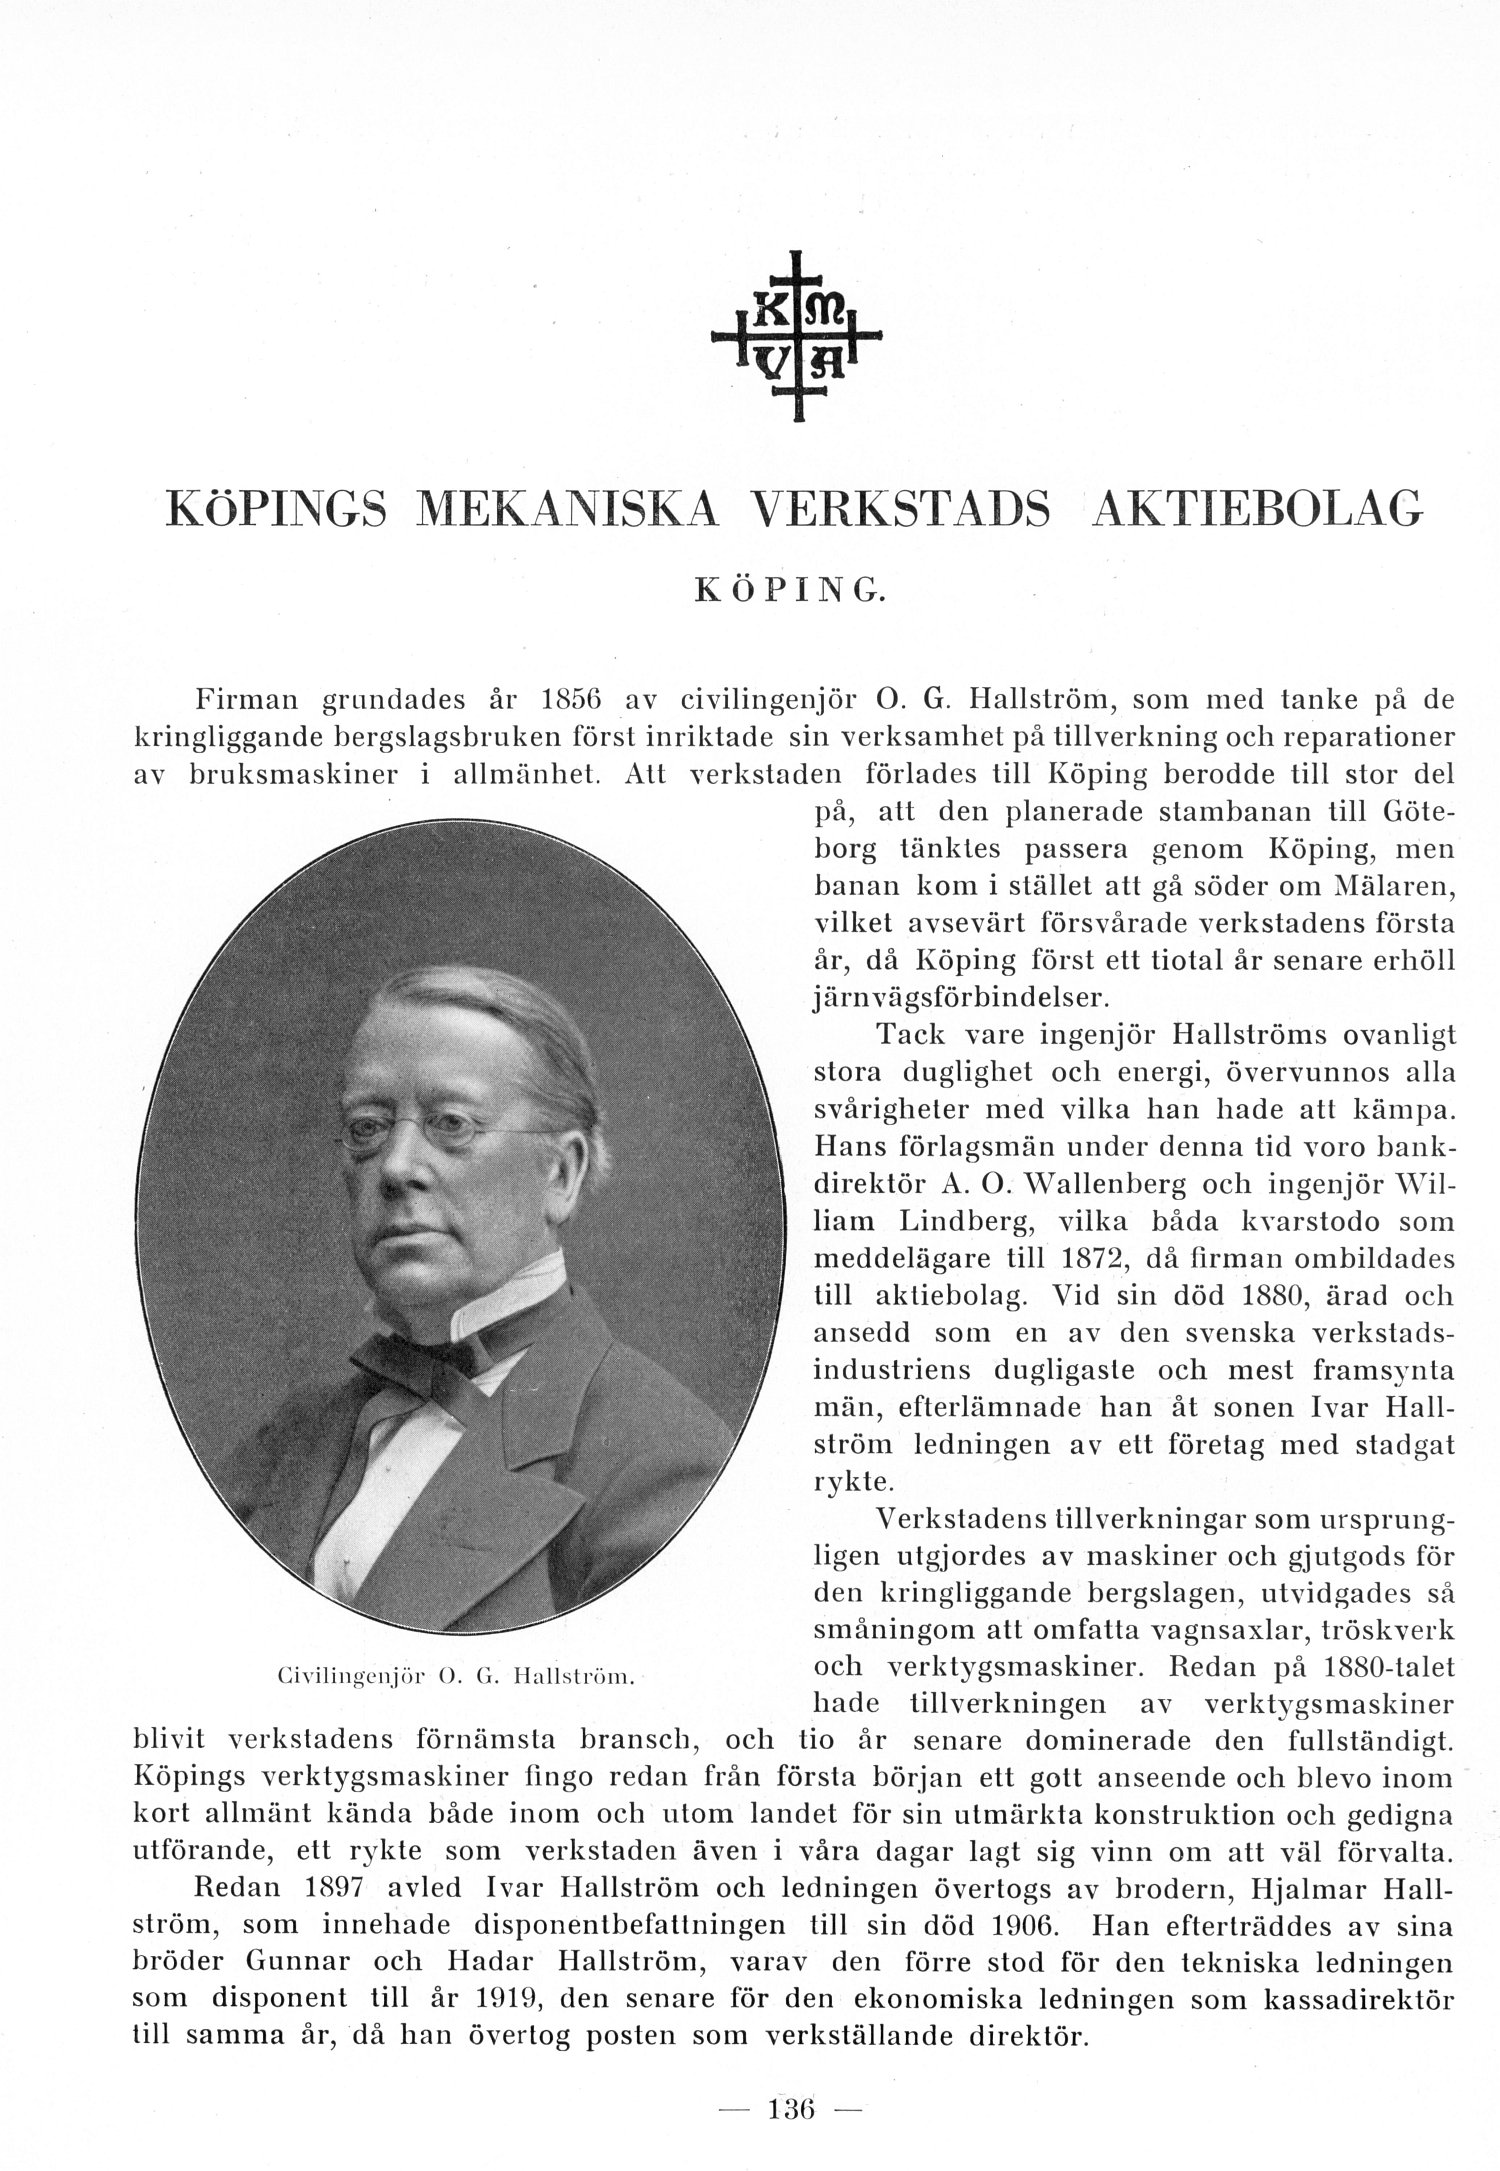 K M
V A
KÖPINGS MEKANISKA VERKSTADS AKTIEBOLAG
KÖPING.
Firman grundades år 1856 av civilingenjör O. G. Hallström, som med tanke på de
kringliggande bergslagsbruken först inriktade sin verksamhet på tillverkning och reparationer
av bruksmaskiner i allmänhet. Att verkstaden förlades till Köping berodde till stor del
på, att den planerade stambanan till Göte-
borg tänktes passera genom Köping, men
banan kom i stället att gå söder om Mälaren,
vilket avsevärt försvårade verkstadens första
år, då Köping först ett tiotal år senare erhöll
järnvägsförbindelser.
Tack vare ingenjör Hallströms ovanligt
stora duglighet och energi, övervunnos alla
svårigheter med vilka han hade att kämpa.
Hans förlagsmän under denna tid voro bank-
direktör A. O. Wallenberg och ingenjör Wil-
liam Lindberg, vilka båda kvarstodo som
meddelägare till 1872, då firman ombildades
till aktiebolag. Vid sin död 1880, ärad och
ansedd som en av den svenska verkstads-
industriens dugligaste och mest framsynta
män, efterlämnade han åt sonen Ivar Hall-
ström ledningen av ett företag med stadgat
rykte.
Verkstadens tillverkningar som ursprung-
ligen utgjordes av maskiner och gjutgods för
den kringliggande bergslagen, utvidgades så
småningom att omfatta vagnsaxlar, tröskverk
och verktygsmaskiner. Redan på 1880-talet
hade tillverkningen av verktygsmaskiner
blivit verkstadens förnämsta bransch, och tio år senare dominerade den fullständigt.
Köpings verktygsmaskiner fingo redan från första början ett gott anseende och blevo inom
kort allmänt kända både inom och utom landet för sin utmärkta konstruktion och gedigna
utförande, ett rykte som verkstaden även i våra dagar lagt sig vinn om att väl förvalta.
Redan 1897 avled Ivar Hallström och ledningen övertogs av brodern, Hjalmar Hall-
ström, som innehade disponentbefattningen till sin död 1906. Han efterträddes av sina
bröder Gunnar och Hadar Hallström, varav den förre stod för den tekniska ledningen
som disponent till år 1919, den senare för den ekonomiska ledningen som kassadirektör
till samma år, då han övertog posten som verkställande direktör.
Civilingenjör O. G. Hallström.
— 136 —